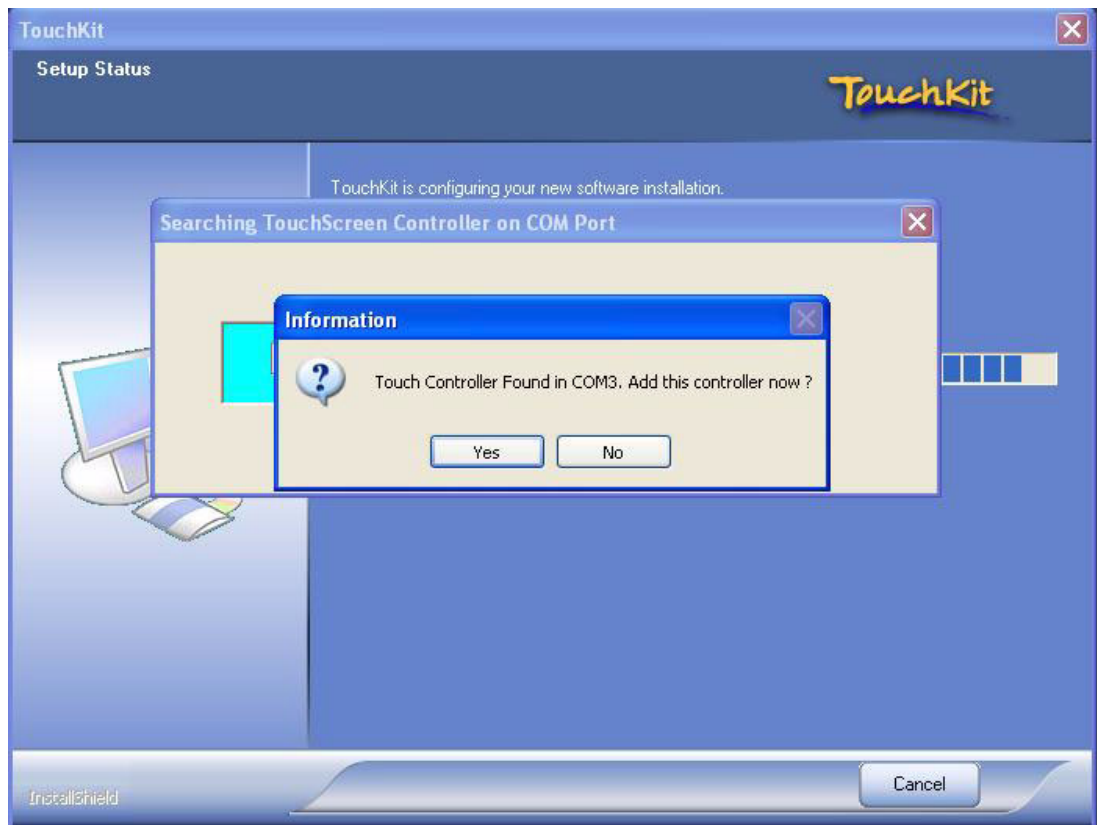 TouchKit
Setup Status
TouchKit
TouchKit is configuring your new software installation.
Searching TouchScreen Controller on COM Port
Information
Touch Controller Found in COM3. Add this controller now ?
Yes
No
Cancel
InstallShield